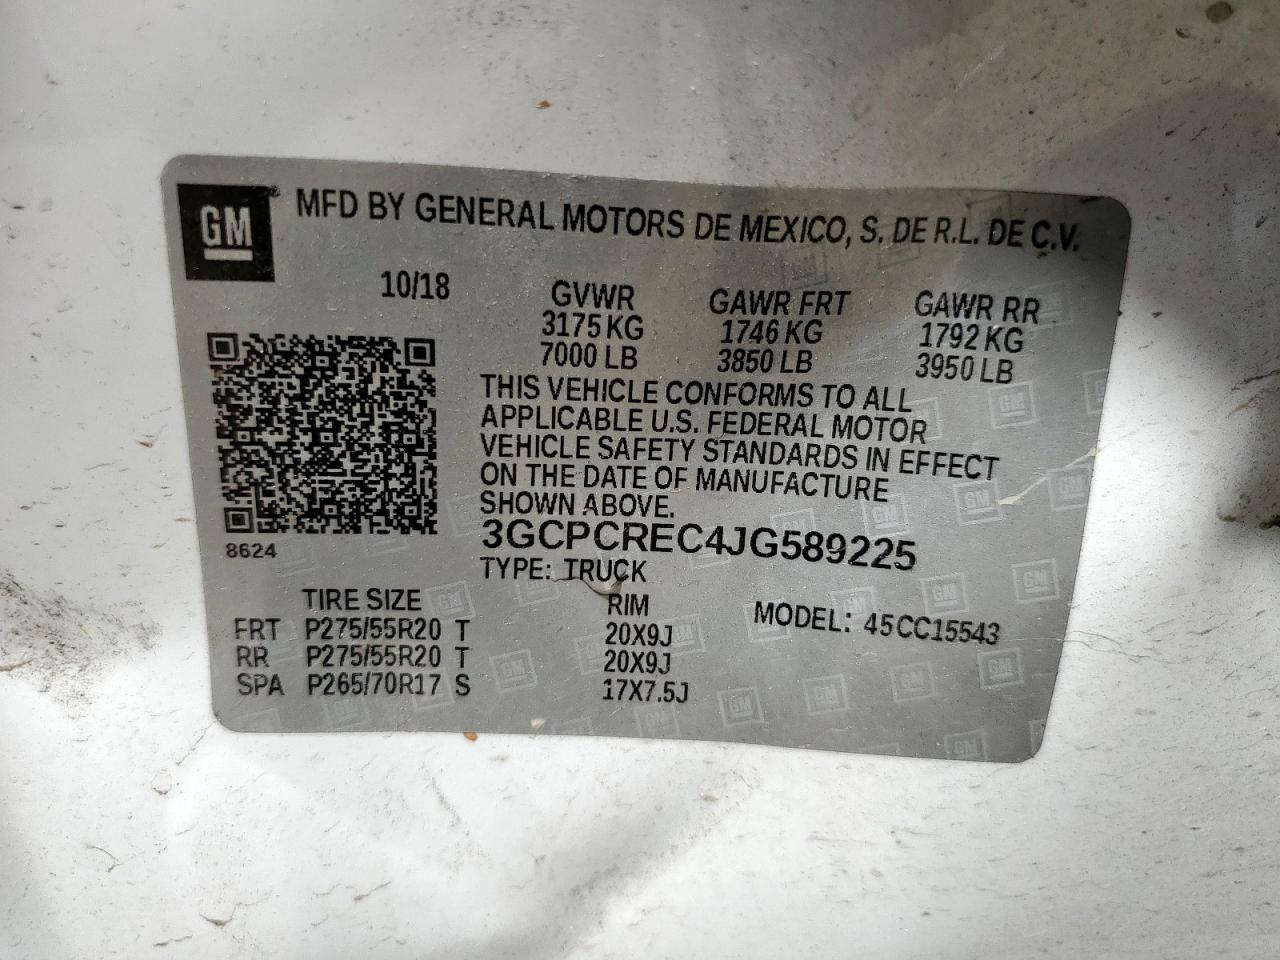 GM® MFD BY GENERAL MOTORS DE MEXICO, S. DE R.L. DE C.V.
10/18 GVWR GAWR FRT GAWR RR
3175 KG 1746 KG 1792 KG
7000 LB 3850 LB 3950 LB
THIS VEHICLE CONFORMS TO ALL
APPLICABLE U.S. FEDERAL MOTOR
VEHICLE SAFETY STANDARDS IN EFFECT
ON THE DATE OF MANUFACTURE
SHOWN ABOVE.
3GCPCREC4JG589225
8624
TYPE: TRUCK
TIRE SIZE RIM MODEL: 45CC15543
FRT P275/55R20 T 20X9J
RR P275/55R20 T 20X9J
SPA P265/70R17 S 17X7.5J